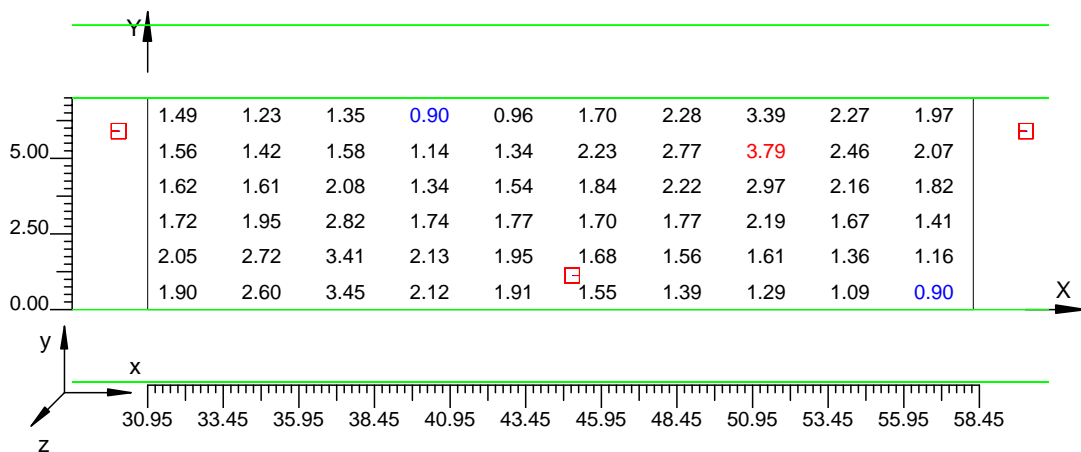 Y
1.49 1.23 1.35 0.90 0.96 1.70 2.28 3.39 2.27 1.97
5.00 1.56 1.42 1.58 1.14 1.34 2.23 2.77 3.79 2.46 2.07
1.62 1.61 2.08 1.34 1.54 1.84 2.22 2.97 2.16 1.82
2.50 1.72 1.95 2.82 1.74 1.77 1.70 1.77 2.19 1.67 1.41
2.05 2.72 3.41 2.13 1.95 1.68 1.56 1.61 1.36 1.16
0.00 1.90 2.60 3.45 2.12 1.91 1.55 1.39 1.29 1.09 0.90 X
y
x
30.95 33.45 35.95 38.45 40.95 43.45 45.95 48.45 50.95 53.45 55.95 58.45
z